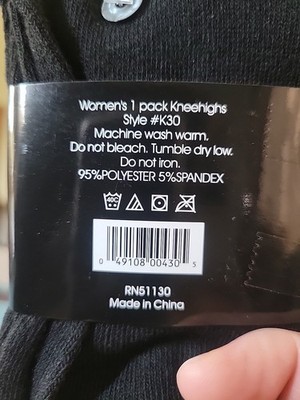 Women's 1 pack Kneehighs
Style #K30
Machine wash warm.
Do not bleach. Tumble dry low.
Do not iron.
95%POLYESTER 5%SPANDEX
40C
0 49108 00430 5
RN51130
Made in China